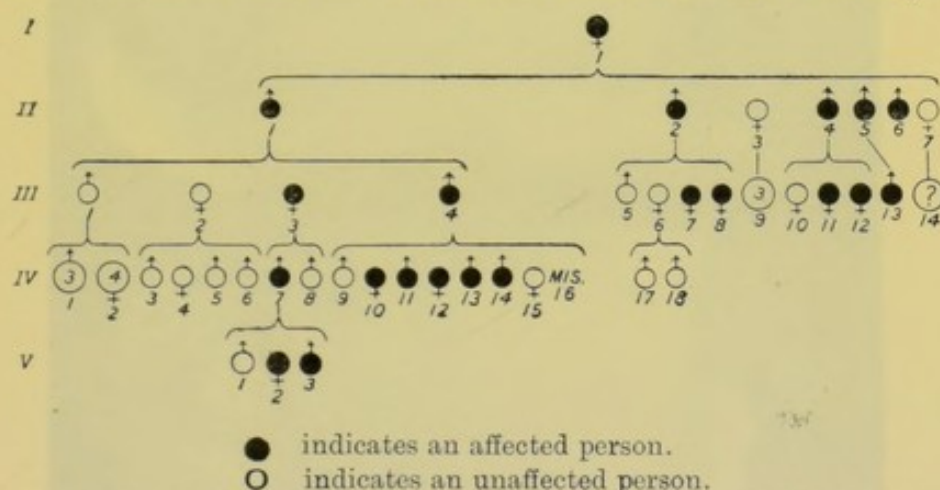 I
1
II
1 2 3 4 5 6 7
III
1 2 3 4 5 6 7 8 3 9 10 11 12 13 ? 14
IV
3 1 4 2 3 4 5 6 7 8 9 10 11 12 13 14 15 MIS. 16 17 18
V
1 2 3
indicates an affected person.
indicates an unaffected person.